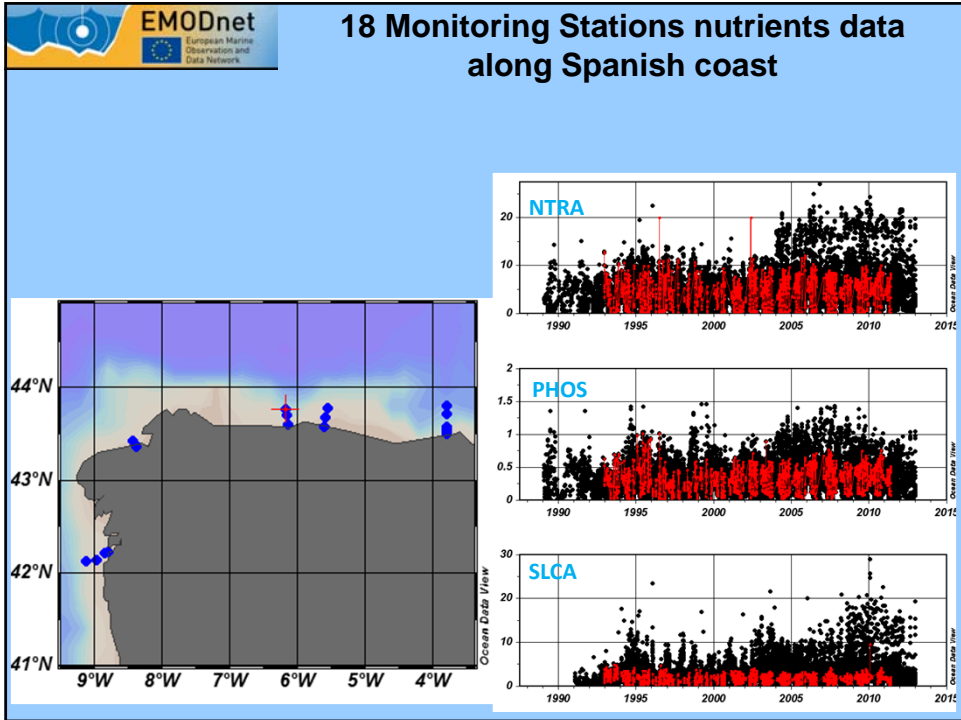 EMODnet
European Marine
Observation and
Data Network
18 Monitoring Stations nutrients data
along Spanish coast
NTRA
20
10
0
1990 1995 2000 2005 2010 2015
Ocean Data View
PHOS
2
1.5
1
0.5
0
1990 1995 2000 2005 2010 2015
Ocean Data View
SLCA
30
20
10
0
1990 1995 2000 2005 2010 2015
Ocean Data View
44°N
43°N
42°N
41°N
9°W 8°W 7°W 6°W 5°W 4°W
Ocean Data View